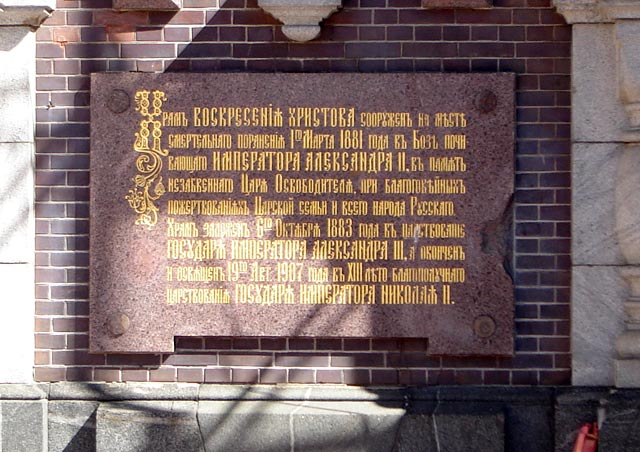 Храмъ ВОСКРЕСЕНІЯ ХРИСТОВА сооруженъ на мѣстѣ
смертельнаго пораненія 1го Марта 1881 года въ Бозѣ почи
вающаго ИМПЕРАТОРА АЛЕКСАНДРА II, въ память
незабвеннаго Царя Освободителя, при благоговѣйныхъ
пожертвованіяхъ Царской семьи и всего народа Русскаго.
Храмъ заложенъ 6го Октября 1883 года въ царствованіе
ГОСУДАРЯ ИМПЕРАТОРА АЛЕКСАНДРА III, а оконченъ
и освященъ 19го Авг. 1907 года въ XIII лѣто благополучнаго
царствованія ГОСУДАРЯ ИМПЕРАТОРА НИКОЛАЯ II.